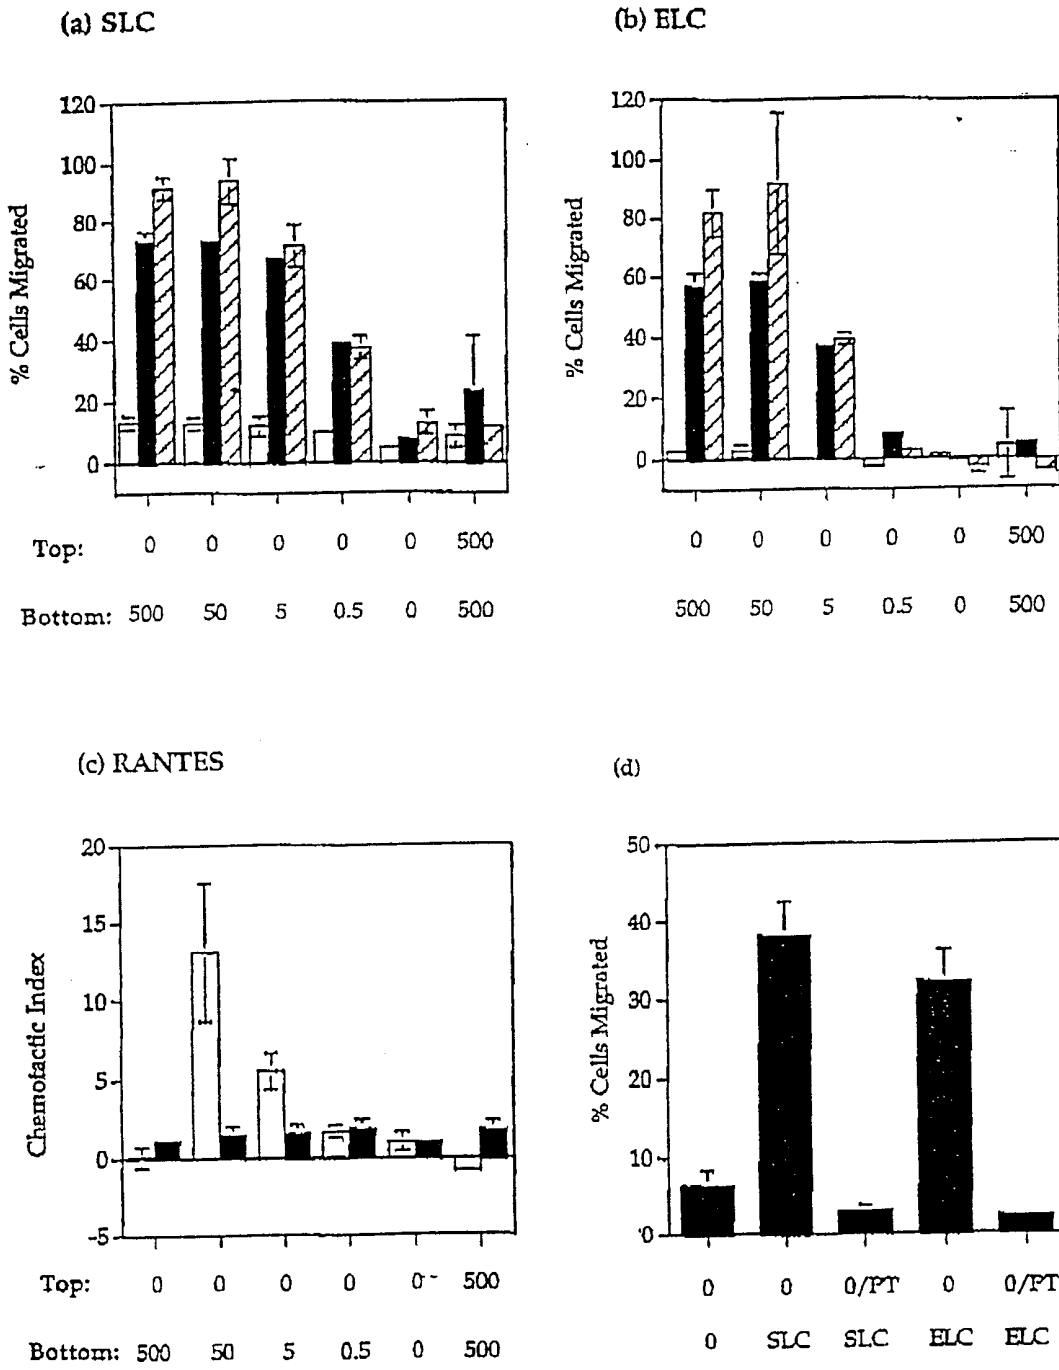 (a) SLC
(b) ELC
% Cells Migrated
120
100
80
60
40
20
0
Top: 0 0 0 0 0 500
Bottom: 500 50 5 0.5 0 500
% Cells Migrated
120
100
80
60
40
20
0
0 0 0 0 0 500
500 50 5 0.5 0 500
(c) RANTES
(d)
Chemotactic Index
20
15
10
5
0
-5
Top: 0 0 0 0 0 500
Bottom: 500 50 5 0.5 0 500
% Cells Migrated
50
40
30
20
10
0
0 0 0/PT 0 0/PT
0 SLC SLC ELC ELC